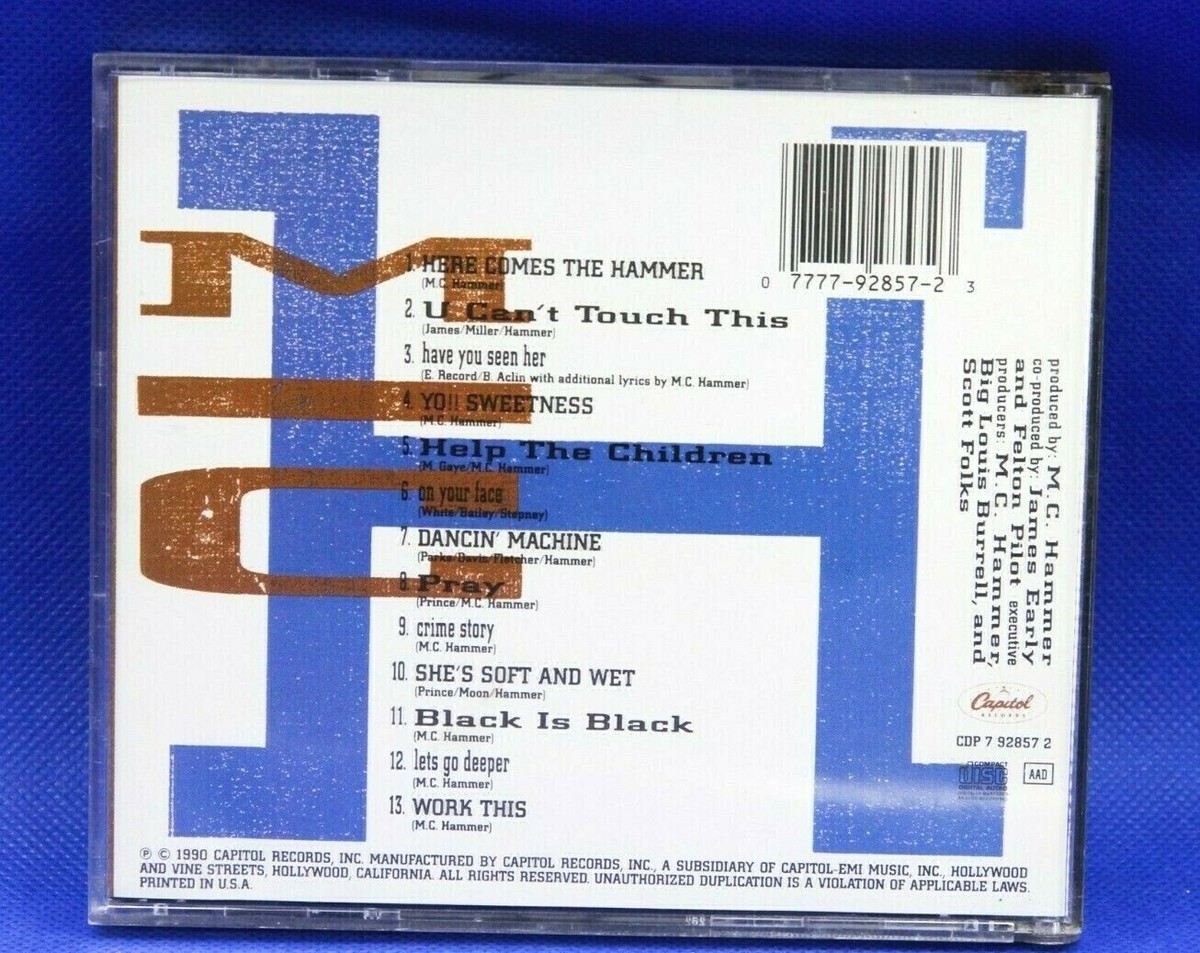 M
C
H
1. HERE COMES THE HAMMER
(M.C. Hammer)
2. U Can't Touch This
(James/Miller/Hammer)
3. have you seen her
(E. Record/B. Aclin with additional lyrics by M.C. Hammer)
4. YO!! SWEETNESS
(M.C. Hammer)
5. Help The Children
(M. Gaye/M.C. Hammer)
6. on your face
(White/Bailey/Stepney)
7. DANCIN' MACHINE
(Parks/Davis/Fletcher/Hammer)
8. Pray
(Prince/M.C. Hammer)
9. crime story
(M.C. Hammer)
10. SHE'S SOFT AND WET
(Prince/Moon/Hammer)
11. Black Is Black
(M.C. Hammer)
12. lets go deeper
(M.C. Hammer)
13. WORK THIS
(M.C. Hammer)
0 7777-92857-2 3
produced by: M.C. Hammer
co-produced by: James Early
and Felton Pilot executive
producers: M.C. Hammer,
Big Louis Burrell, and
Scott Folks
Capitol
RECORDS
CDP 7 92857 2
COMPACT
disc
DIGITAL AUDIO
AAD
℗ © 1990 CAPITOL RECORDS, INC. MANUFACTURED BY CAPITOL RECORDS, INC., A SUBSIDIARY OF CAPITOL-EMI MUSIC, INC., HOLLYWOOD
AND VINE STREETS, HOLLYWOOD, CALIFORNIA. ALL RIGHTS RESERVED. UNAUTHORIZED DUPLICATION IS A VIOLATION OF APPLICABLE LAWS.
PRINTED IN U.S.A.